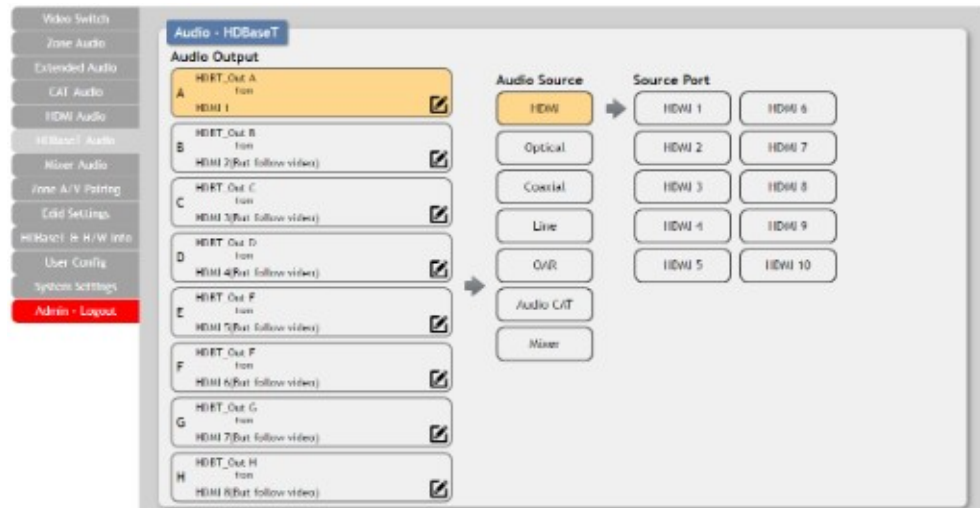 Video Switch
Zone Audio
Extended Audio
CAT Audio
HDMI Audio
HDBaseT Audio
Mixer Audio
Zone A/V Pairing
Edid Settings
HDBaseT & H/W Info
User Config
System Settings
Admin - Logout
Audio - HDBaseT
Audio Output
A
HDBT_Out A
from
HDMI 1
B
HDBT_Out B
from
HDMI 2(But follow video)
C
HDBT_Out C
from
HDMI 3(But follow video)
D
HDBT_Out D
from
HDMI 4(But follow video)
E
HDBT_Out E
from
HDMI 5(But follow video)
F
HDBT_Out F
from
HDMI 6(But follow video)
G
HDBT_Out G
from
HDMI 7(But follow video)
H
HDBT_Out H
from
HDMI 8(But follow video)
Audio Source
HDMI
Optical
Coaxial
Line
OAR
Audio CAT
Mixer
Source Port
HDMI 1
HDMI 6
HDMI 2
HDMI 7
HDMI 3
HDMI 8
HDMI 4
HDMI 9
HDMI 5
HDMI 10